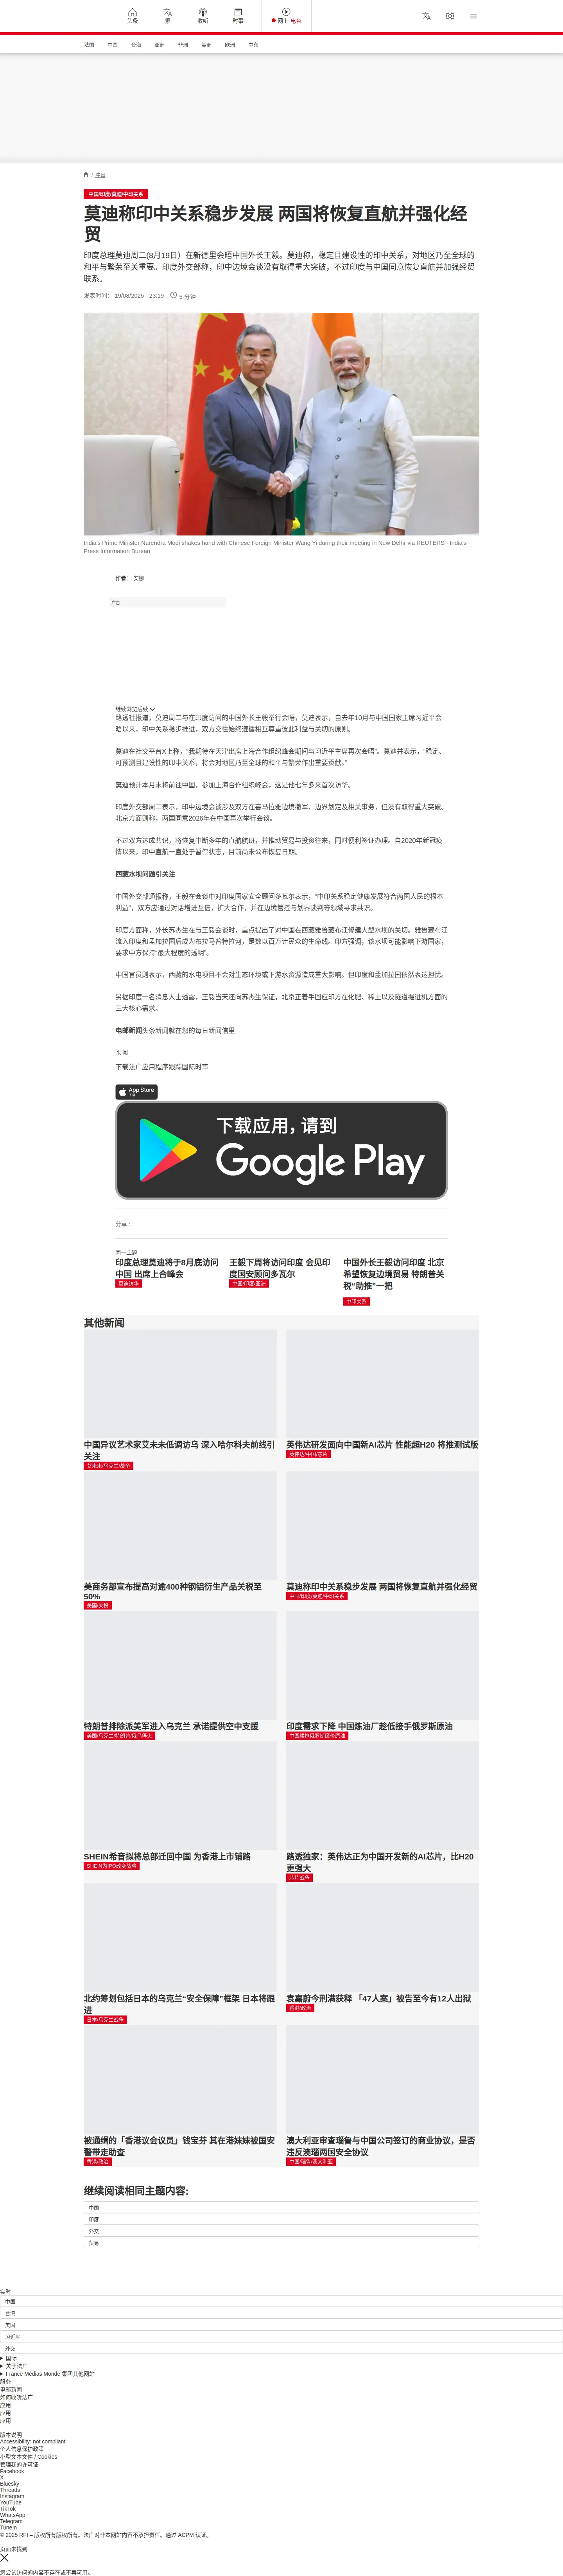 头条
繁
收听
时事
网上 电台
法国
中国
台海
亚洲
非洲
美洲
欧洲
中东
/ 中国
中国/印度/莫迪/中印关系
莫迪称印中关系稳步发展 两国将恢复直航并强化经
贸
印度总理莫迪周二(8月19日）在新德里会晤中国外长王毅。莫迪称，稳定且建设性的印中关系，对地区乃至全球的
和平与繁荣至关重要。印度外交部称，印中边境会谈没有取得重大突破，不过印度与中国同意恢复直航并加强经贸
联系。
发表时间： 19/08/2025 - 23:19
5 分钟
India's Prime Minister Narendra Modi shakes hand with Chinese Foreign Minister Wang Yi during their meeting in New Delhi via REUTERS - India's
Press Information Bureau
作者： 安娜
广告
继续浏览后续
路透社报道，莫迪周二与在印度访问的中国外长王毅举行会晤，莫迪表示，自去年10月与中国国家主席习近平会
晤以来，印中关系稳步推进，双方交往始终遵循相互尊重彼此利益与关切的原则。
莫迪在社交平台X上称，“我期待在天津出席上海合作组织峰会期间与习近平主席再次会晤”。莫迪并表示，“稳定、
可预测且建设性的印中关系，将会对地区乃至全球的和平与繁荣作出重要贡献。”
莫迪预计本月末将前往中国，参加上海合作组织峰会，这是他七年多来首次访华。
印度外交部周二表示，印中边境会谈涉及双方在喜马拉雅边境撤军、边界划定及相关事务，但没有取得重大突破。
北京方面则称，两国同意2026年在中国再次举行会谈。
不过双方达成共识，将恢复中断多年的直航航班，并推动贸易与投资往来，同时便利签证办理。自2020年新冠疫
情以来，印中直航一直处于暂停状态，目前尚未公布恢复日期。
西藏水坝问题引关注
中国外交部通报称，王毅在会谈中对印度国家安全顾问多瓦尔表示，“中印关系稳定健康发展符合两国人民的根本
利益”，双方应通过对话增进互信，扩大合作，并在边境管控与划界谈判等领域寻求共识。
印度方面称，外长苏杰生在与王毅会谈时，重点提出了对中国在西藏雅鲁藏布江修建大型水坝的关切。雅鲁藏布江
流入印度和孟加拉国后成为布拉马普特拉河，是数以百万计民众的生命线。印方强调，该水坝可能影响下游国家，
要求中方保持“最大程度的透明”。
中国官员则表示，西藏的水电项目不会对生态环境或下游水资源造成重大影响。但印度和孟加拉国依然表达担忧。
另据印度一名消息人士透露，王毅当天还向苏杰生保证，北京正着手回应印方在化肥、稀土以及隧道掘进机方面的
三大核心需求。
电邮新闻头条新闻就在您的每日新闻信里
订阅
下载法广应用程序跟踪国际时事
App Store
下载
下载应用，请到
Google Play
分享 :
同一主题
印度总理莫迪将于8月底访问
中国 出席上合峰会
莫迪访华
王毅下周将访问印度 会见印
度国安顾问多瓦尔
中国/印度/亚洲
中国外长王毅访问印度 北京
希望恢复边境贸易 特朗普关
税“助推”一把
中印关系
其他新闻
中国异议艺术家艾未未低调访乌 深入哈尔科夫前线引
关注
艾未未/乌克兰/战争
英伟达研发面向中国新AI芯片 性能超H20 将推测试版
英伟达/中国/芯片
美商务部宣布提高对逾400种钢铝衍生产品关税至
50%
美国/关税
莫迪称印中关系稳步发展 两国将恢复直航并强化经贸
中国/印度/莫迪/中印关系
特朗普排除派美军进入乌克兰 承诺提供空中支援
美国/乌克兰/特朗普/俄乌停火
印度需求下降 中国炼油厂趁低接手俄罗斯原油
中国续抢俄罗斯廉价原油
SHEIN希音拟将总部迁回中国 为香港上市铺路
SHEIN为IPO改变战略
路透独家：英伟达正为中国开发新的AI芯片，比H20
更强大
芯片战争
北约筹划包括日本的乌克兰“安全保障”框架 日本将跟
进
日本/乌克兰战争
袁嘉蔚今刑满获释 「47人案」被告至今有12人出狱
香港/政治
被通缉的「香港议会议员」钱宝芬 其在港妹妹被国安
警带走助查
香港/政治
澳大利亚审查瑙鲁与中国公司签订的商业协议，是否
违反澳瑙两国安全协议
中国/瑙鲁/澳大利亚
继续阅读相同主题内容:
中国
印度
外交
贸易
实时
中国
台湾
美国
习近平
外交
国际
关于法广
France Médias Monde 集团其他网站
服务
电邮新闻
如何收听法广
应用
应用
应用
版本说明
Accessibility: not compliant
个人信息保护政策
小型文本文件 / Cookies
管理我的许可证
Facebook
X
Bluesky
Threads
Instagram
YouTube
TikTok
WhatsApp
Telegram
TuneIn
© 2025 RFI – 版权所有版权所有。法广对非本网站内容不承担责任。通过 ACPM 认证。
页面未找到
您尝试访问的内容不存在或不再可用。